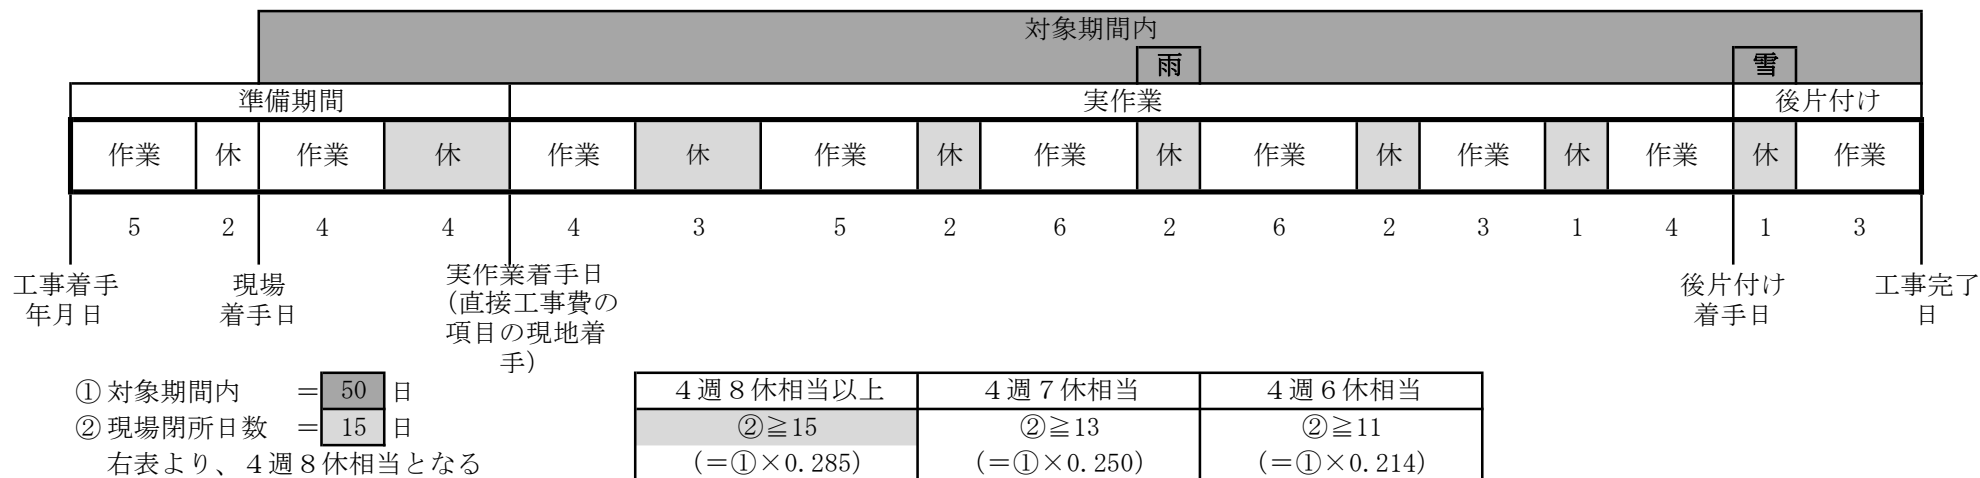 対象期間内
雨 雪
準備期間 実作業 後片付け
作業 休 作業 休 作業 休 作業 休 作業 休 作業 休 作業 休 作業 休 作業
5 2 4 4 4 3 5 2 6 2 6 2 3 1 4 1 3
工事着手
年月日
現場
着手日
実作業着手日
(直接工事費の
項目の現地着
手)
後片付け
着手日
工事完了
日
①対象期間内 = 50 日
②現場閉所日数 = 15 日
右表より、4週8休相当となる
4週8休相当以上 4週7休相当 4週6休相当
②≧15 ②≧13 ②≧11
(=①×0.285) (=①×0.250) (=①×0.214)